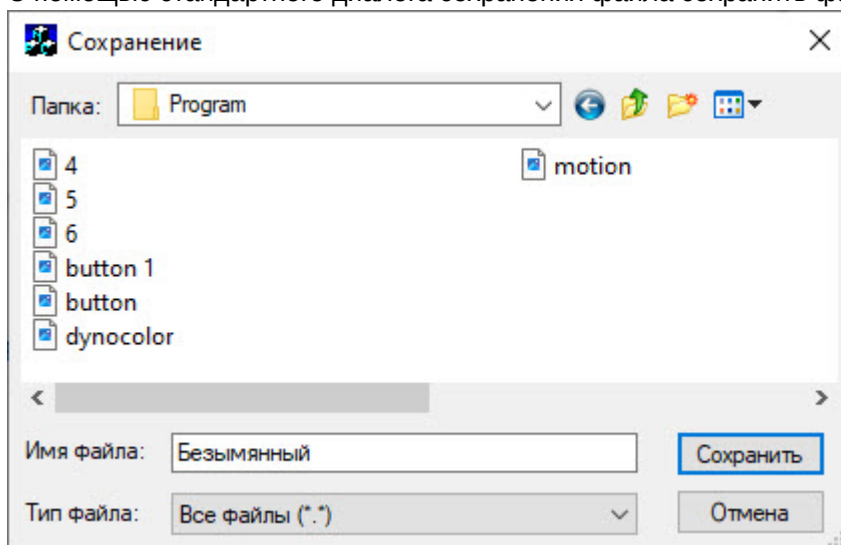 Сохранение
Папка: Program
4
5
6
button 1
button
dynocolor
motion
Имя файла: Безымянный
Сохранить
Тип файла: Все файлы (*.*)
Отмена